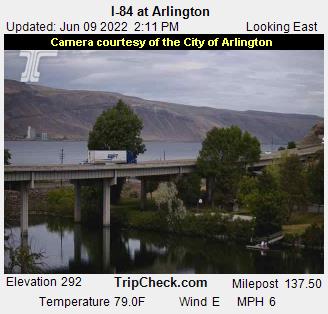 I-84 at Arlington
Updated: Jun 09 2022 2:11 PM Looking East
Camera courtesy of the City of Arlington
Elevation 292 TripCheck.com Milepost 137.50
Temperature 79.0F Wind E MPH 6